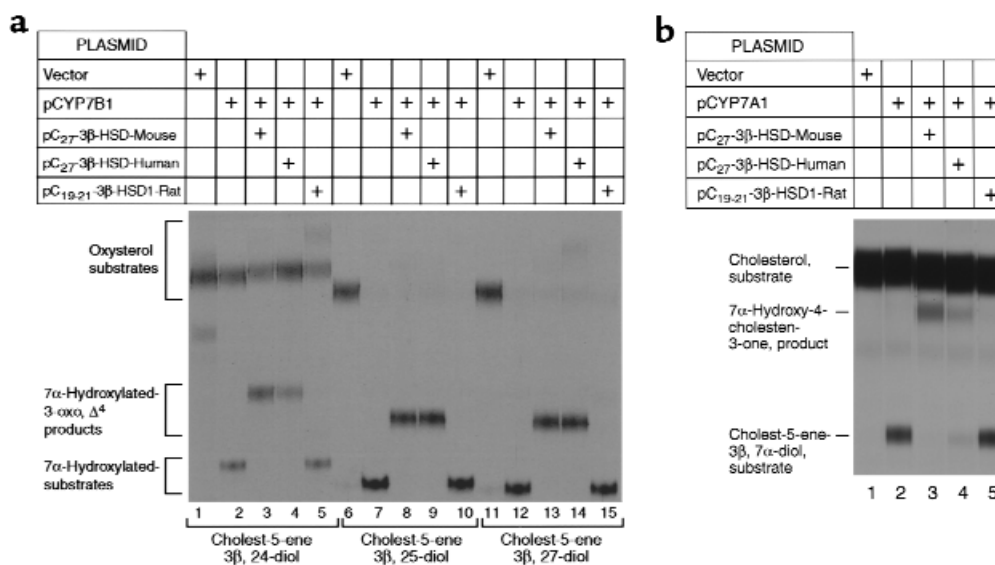 a
PLASMID
Vector + + +
pCYP7B1 + + + + + + + + + + + +
pC27-3β-HSD-Mouse + + +
pC27-3β-HSD-Human + + +
pC19-21-3β-HSD1-Rat + + +
Oxysterol
substrates
7α-Hydroxylated-
3-oxo, Δ4
products
7α-Hydroxylated-
substrates
1 2 3 4 5 6 7 8 9 10 11 12 13 14 15
Cholest-5-ene
3β, 24-diol
Cholest-5-ene
3β, 25-diol
Cholest-5-ene
3β, 27-diol
b
PLASMID
Vector +
pCYP7A1 + + + +
pC27-3β-HSD-Mouse +
pC27-3β-HSD-Human +
pC19-21-3β-HSD1-Rat +
Cholesterol,
substrate
7α-Hydroxy-4-
cholesten-
3-one, product
Cholest-5-ene-
3β, 7α-diol,
substrate
1 2 3 4 5